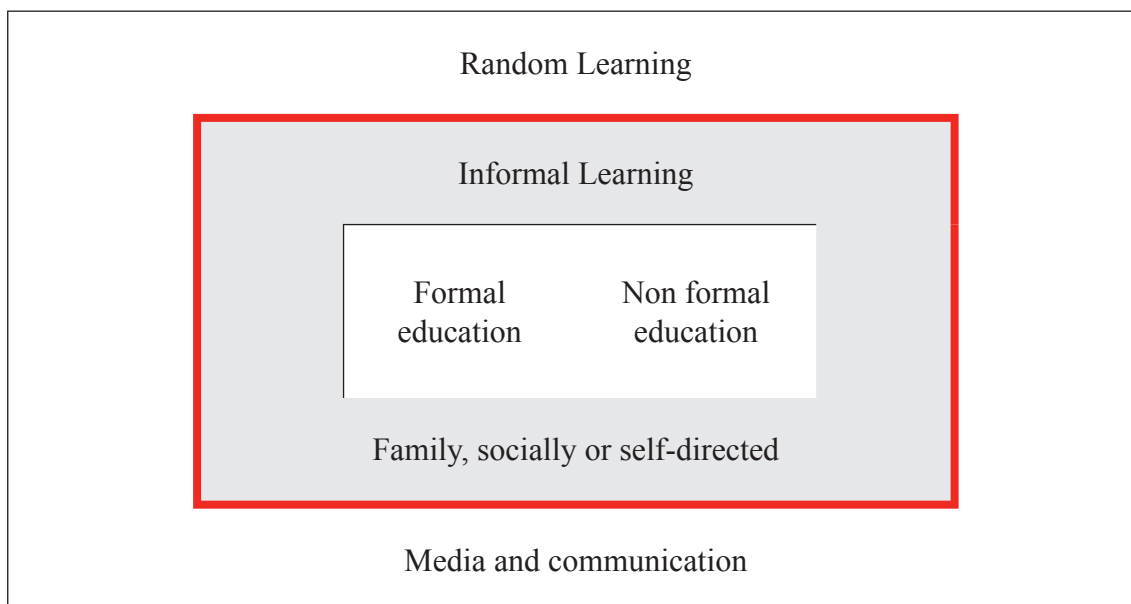 Random Learning
Informal Learning
Formal education
Non formal education
Family, socially or self-directed
Media and communication